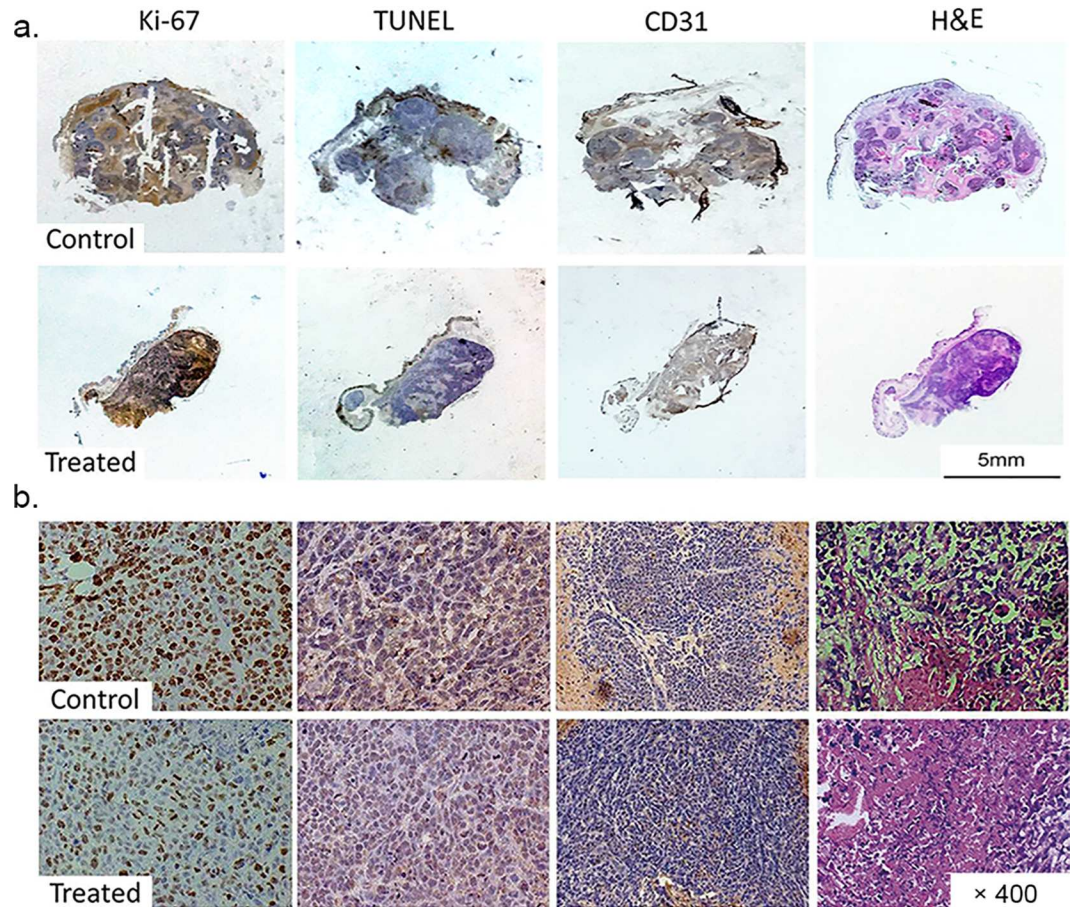 a.
Ki-67 TUNEL CD31 H&E
Control
Treated
5mm
b.
Control
Treated
× 400